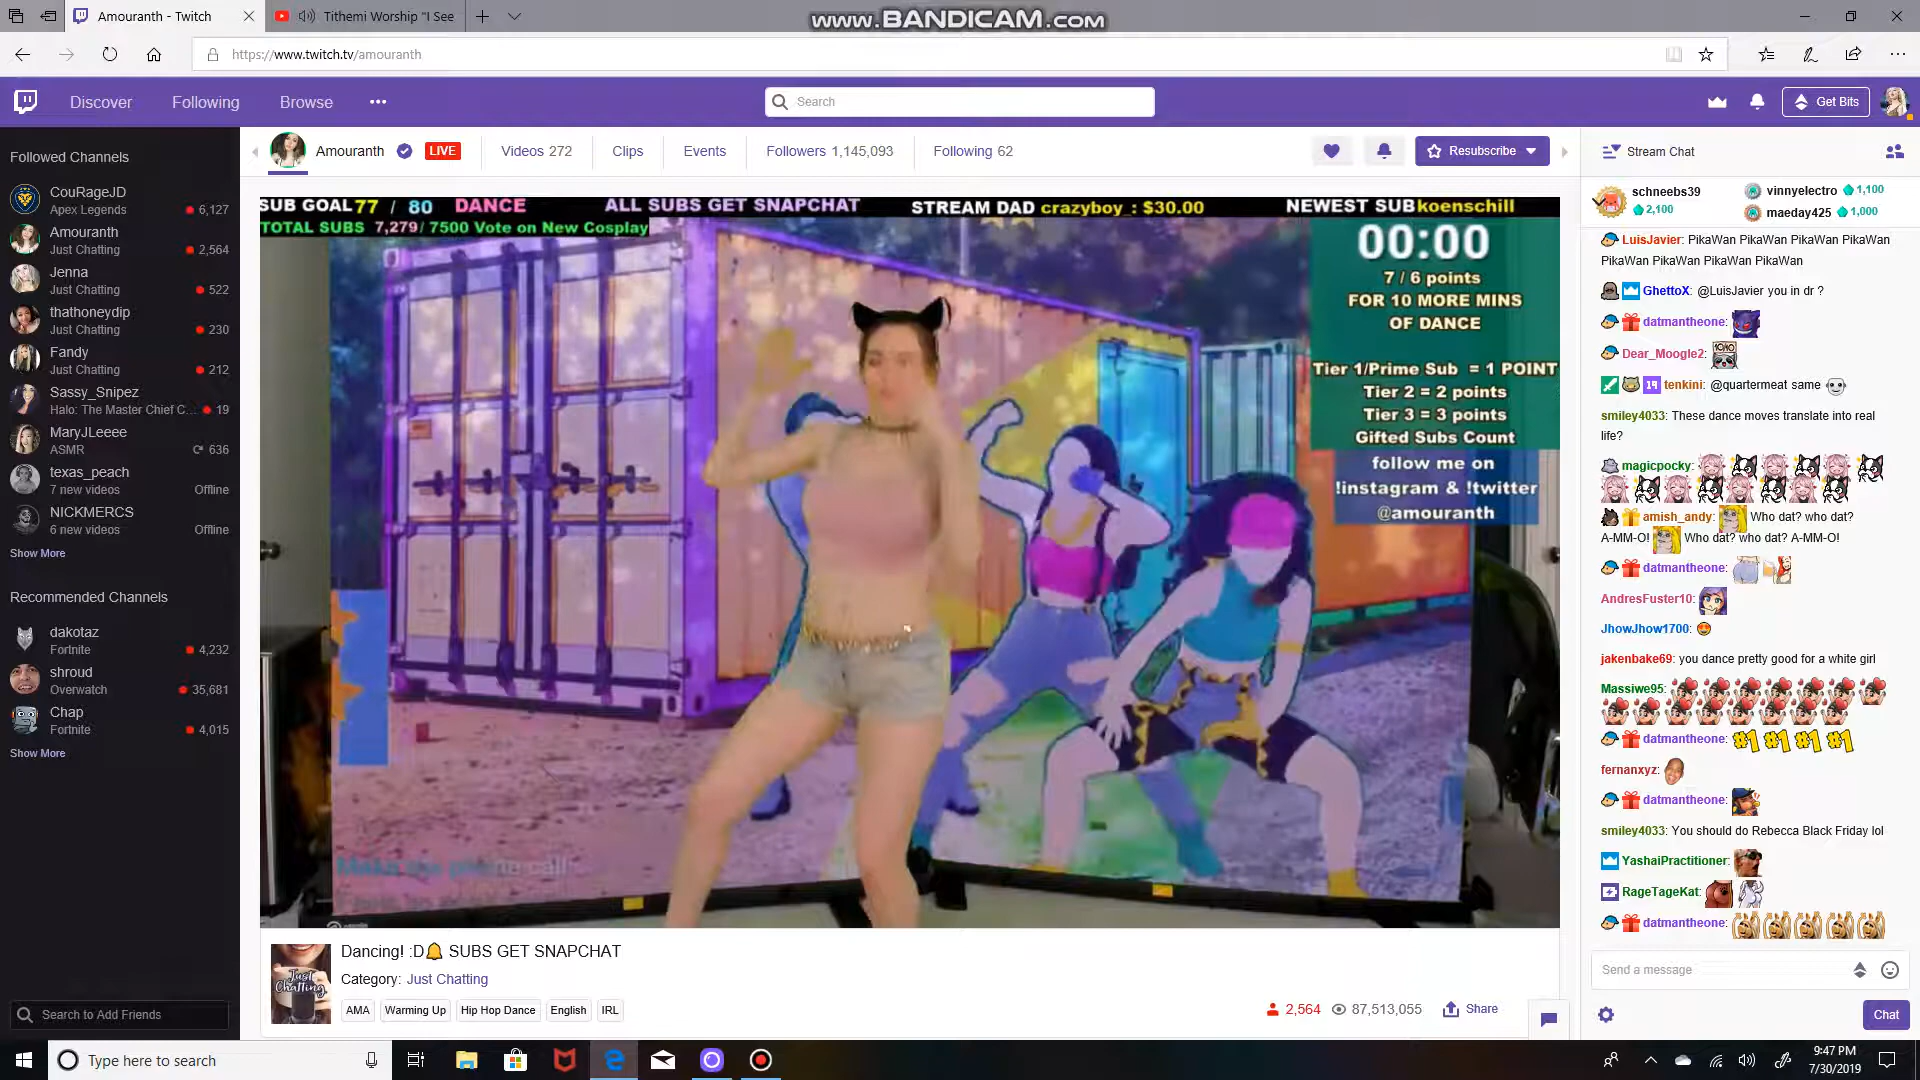 Amouranth - Twitch
Tithemi Worship "I See
www.BANDICAM.com
https://www.twitch.tv/amouranth
Discover
Following
Browse
Search
Get Bits
Followed Channels
CouRageJD
Apex Legends
6,127
Amouranth
Just Chatting
2,564
Jenna
Just Chatting
522
thathoneydip
Just Chatting
230
Fandy
Just Chatting
212
Sassy_Snipez
Halo: The Master Chief C...
19
MaryJLeeee
ASMR
636
texas_peach
7 new videos
Offline
NICKMERCS
6 new videos
Offline
Show More
Recommended Channels
dakotaz
Fortnite
4,232
shroud
Overwatch
35,681
Chap
Fortnite
4,015
Show More
Search to Add Friends
Amouranth
LIVE
Videos 272
Clips
Events
Followers 1,145,093
Following 62
Resubscribe
SUB GOAL 77 / 80 DANCE
ALL SUBS GET SNAPCHAT
STREAM DAD crazyboy_: $30.00
NEWEST SUB koenschill
TOTAL SUBS 7,279/ 7500 Vote on New Cosplay
00:00
7 / 6 points
FOR 10 MORE MINS
OF DANCE
Tier 1/Prime Sub = 1 POINT
Tier 2 = 2 points
Tier 3 = 3 points
Gifted Subs Count
follow me on
!instagram & !twitter
@amouranth
Dancing! :D🔔 SUBS GET SNAPCHAT
Category: Just Chatting
Just Chatting
AMA
Warming Up
Hip Hop Dance
English
IRL
2,564
87,513,055
Share
Stream Chat
schneebs39
2,100
vinnyelectro 1,100
maeday425 1,000
LuisJavier: PikaWan PikaWan PikaWan PikaWan
PikaWan PikaWan PikaWan PikaWan
GhettoX: @LuisJavier you in dr ?
datmantheone:
Dear_Moogle2:
tenkini: @quartermeat same
smiley4033: These dance moves translate into real
life?
magicpocky:
amish_andy: Who dat? who dat?
A-MM-O! Who dat? who dat? A-MM-O!
datmantheone:
AndresFuster10:
JhowJhow1700: 😍
jakenbake69: you dance pretty good for a white girl
Massiwe95:
datmantheone: #1 #1 #1 #1
fernanxyz:
datmantheone:
smiley4033: You should do Rebecca Black Friday lol
YashaiPractitioner:
RageTageKat:
datmantheone:
Send a message
Chat
Type here to search
9:47 PM
7/30/2019